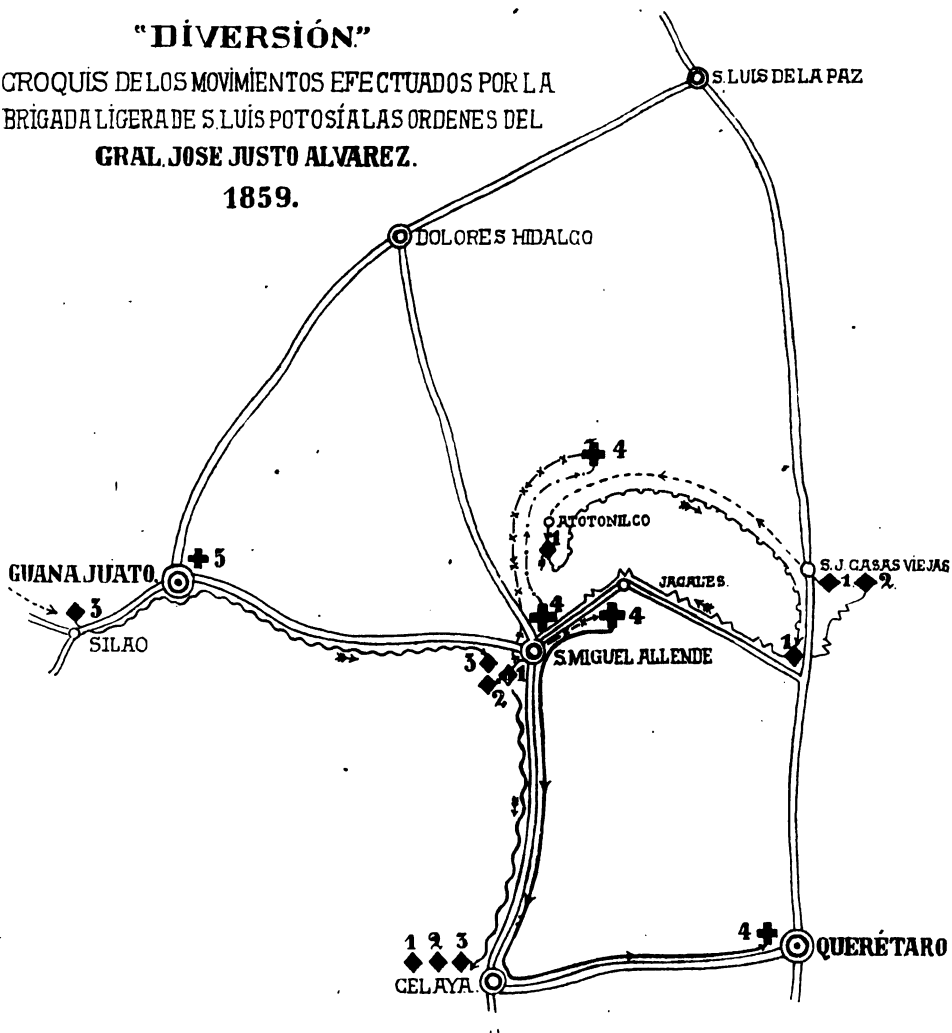 "DIVERSIÓN."
CROQUIS DE LOS MOVIMIENTOS EFECTUADOS POR LA
BRIGADA LIGERA DE S. LUIS POTOSÍ A LAS ORDENES DEL
GRAL. JOSE JUSTO ALVAREZ.
1859.
S. LUIS DE LA PAZ
DOLORES HIDALGO
4
ATOTONILCO
1
5
GUANAJUATO
S. J. CASAS VIEJAS
1 2
JACALES.
3
SILAO
4
4
1
S. MIGUEL ALLENDE
3
1
2
4
QUERÉTARO
1 2 3
CELAYA.